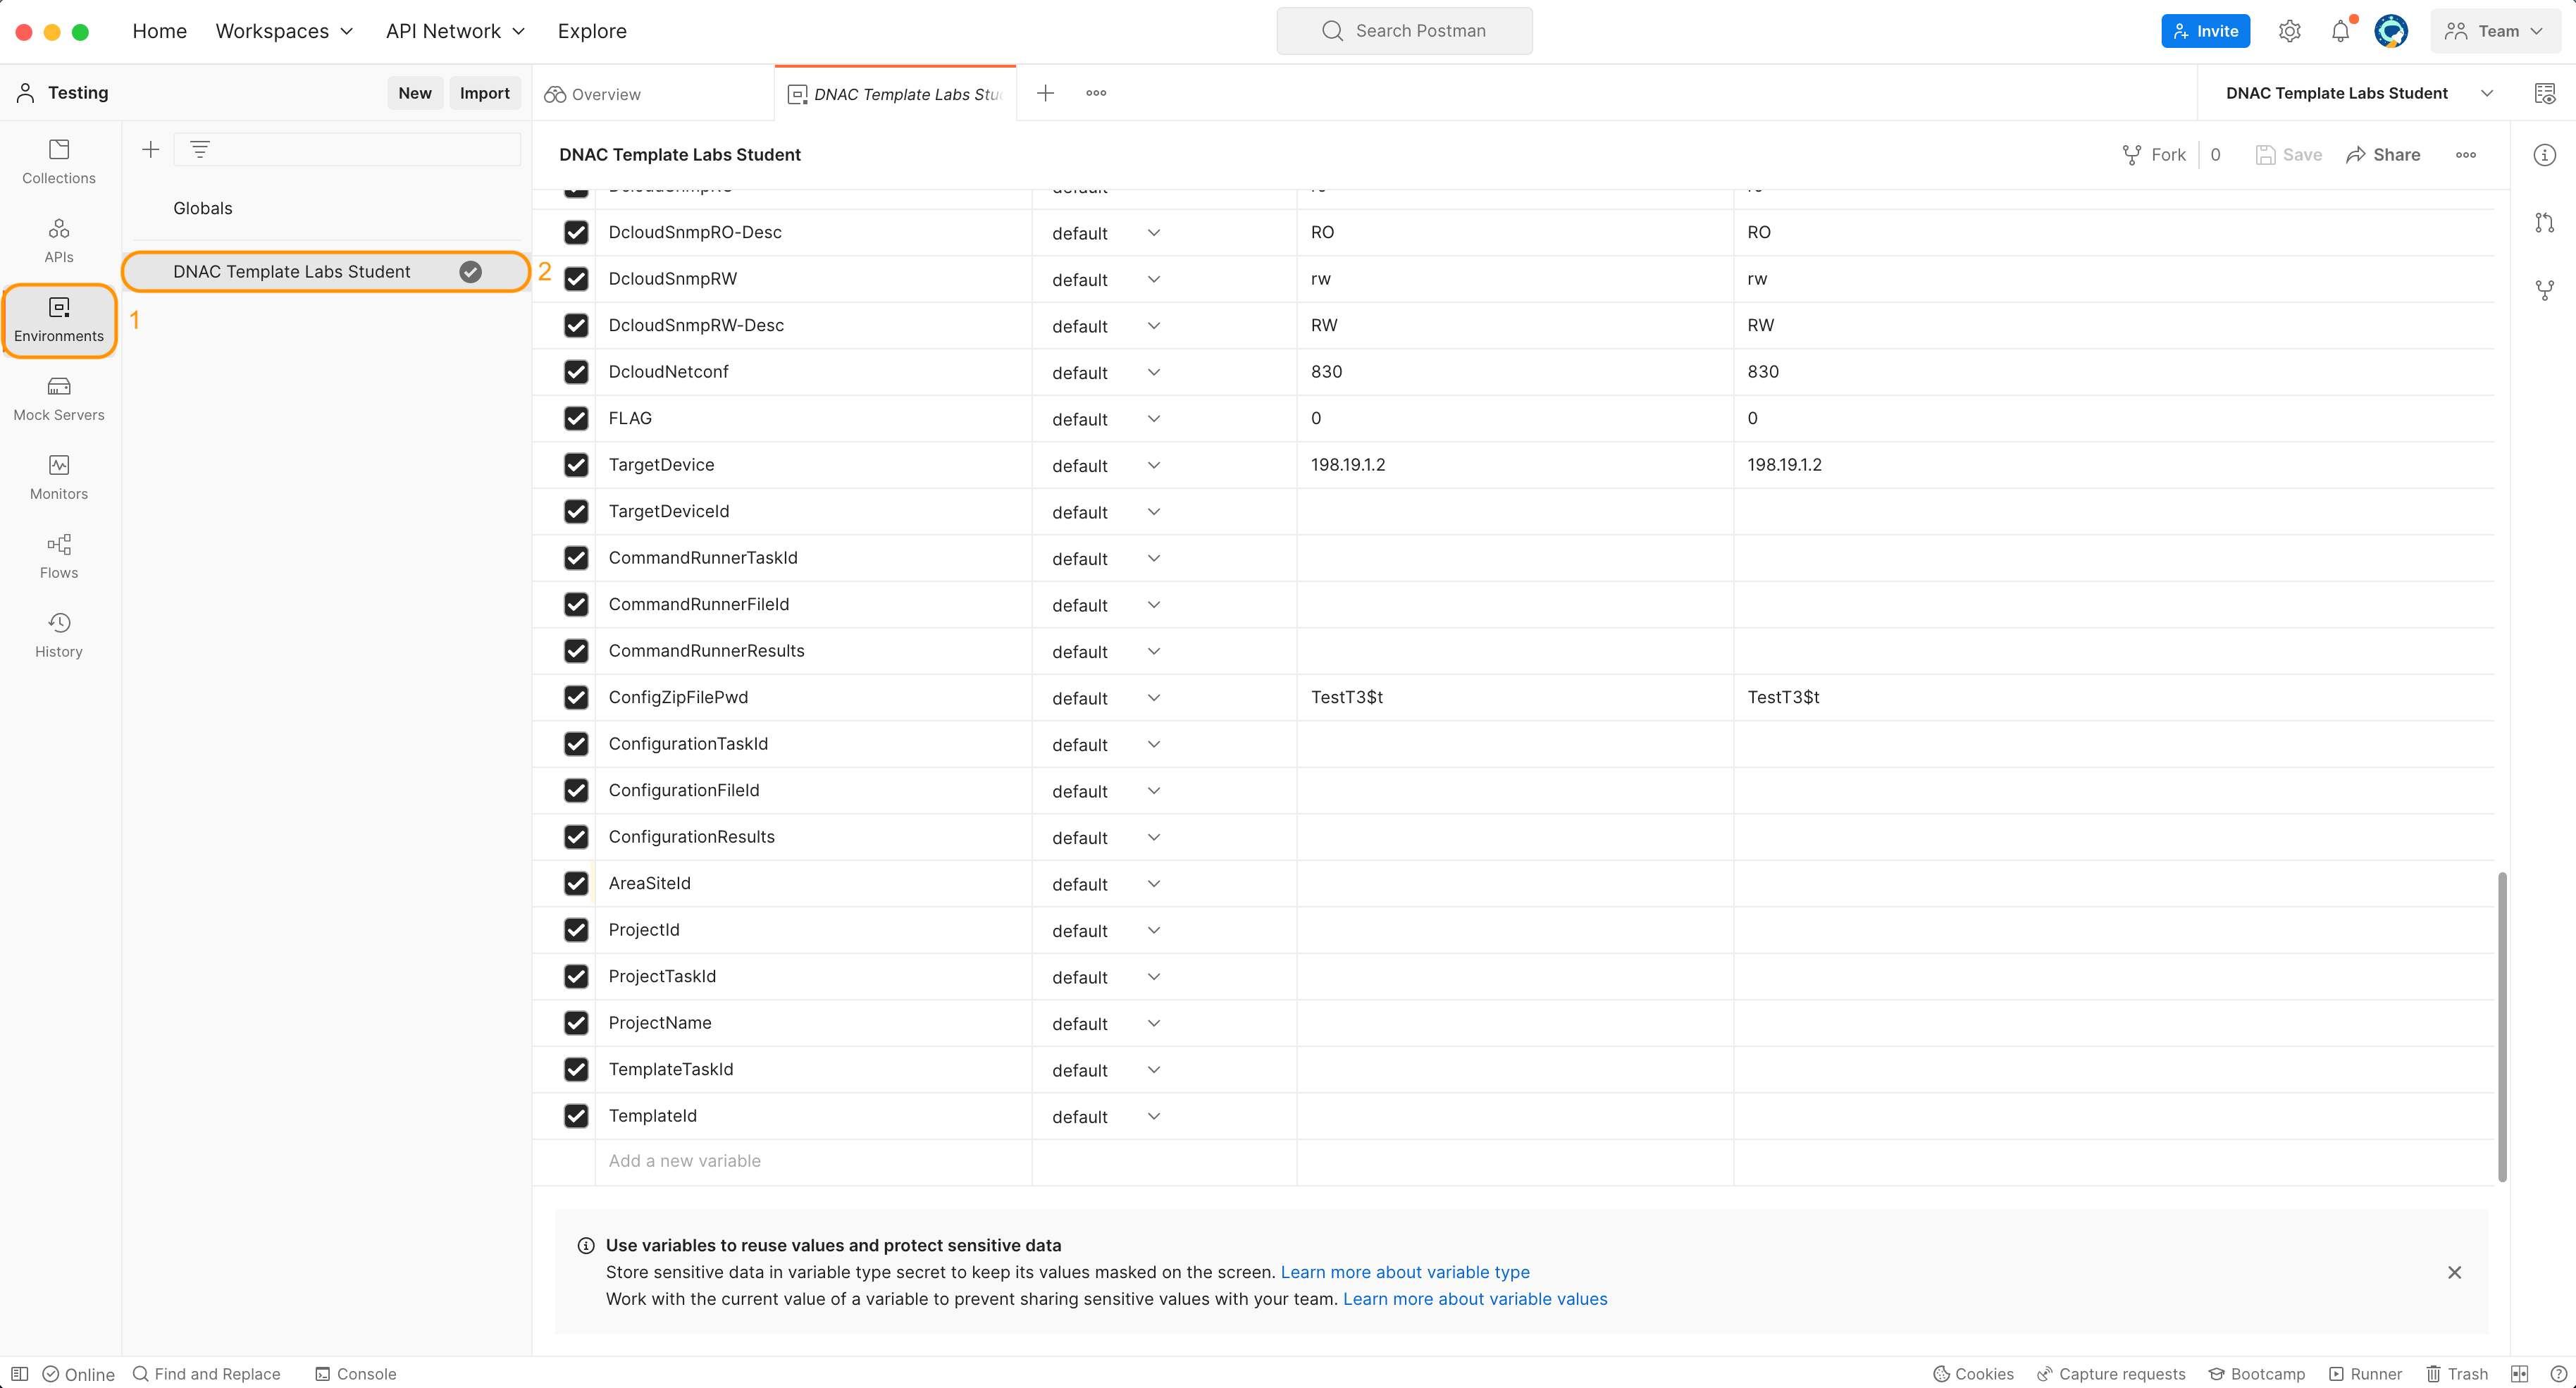 Home Workspaces API Network Explore Search Postman Invite Team
Testing New Import Overview DNAC Template Labs Stu DNAC Template Labs Student
DNAC Template Labs Student Fork 0 Save Share
Collections
APIs
Environments
1
Mock Servers
Monitors
Flows
History
Globals
DNAC Template Labs Student 2
DcloudSnmpRO-Desc default RO RO
DcloudSnmpRW default rw rw
DcloudSnmpRW-Desc default RW RW
DcloudNetconf default 830 830
FLAG default 0 0
TargetDevice default 198.19.1.2 198.19.1.2
TargetDeviceId default
CommandRunnerTaskId default
CommandRunnerFileId default
CommandRunnerResults default
ConfigZipFilePwd default TestT3$t TestT3$t
ConfigurationTaskId default
ConfigurationFileId default
ConfigurationResults default
AreaSiteId default
ProjectId default
ProjectTaskId default
ProjectName default
TemplateTaskId default
TemplateId default
Add a new variable
Use variables to reuse values and protect sensitive data
Store sensitive data in variable type secret to keep its values masked on the screen. Learn more about variable type
Work with the current value of a variable to prevent sharing sensitive values with your team. Learn more about variable values
Online Find and Replace Console Cookies Capture requests Bootcamp Runner Trash